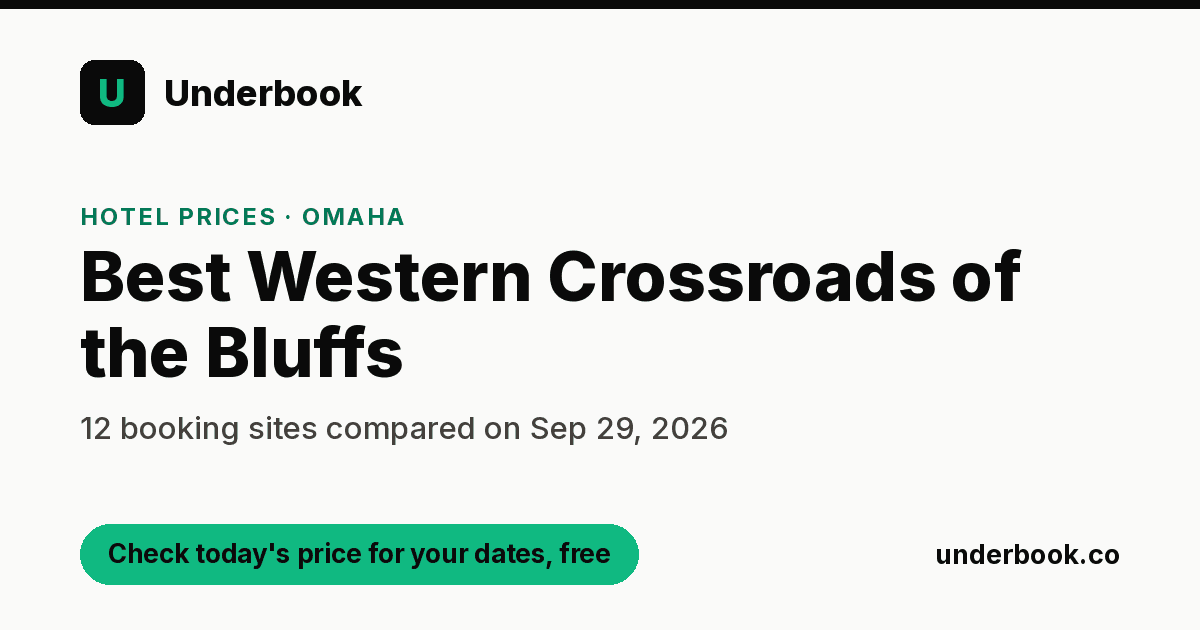 U Underbook
HOTEL PRICES · OMAHA
Best Western Crossroads of
the Bluffs
12 booking sites compared on Sep 29, 2026
Check today's price for your dates, free
underbook.co